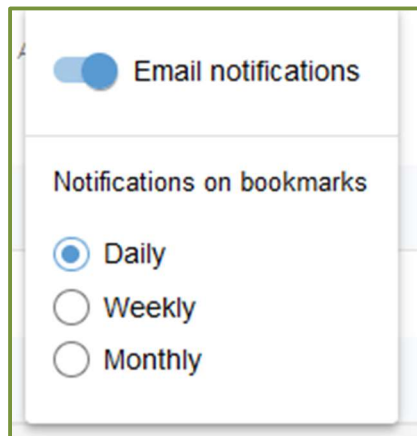 Email notifications
Notifications on bookmarks
Daily
Weekly
Monthly